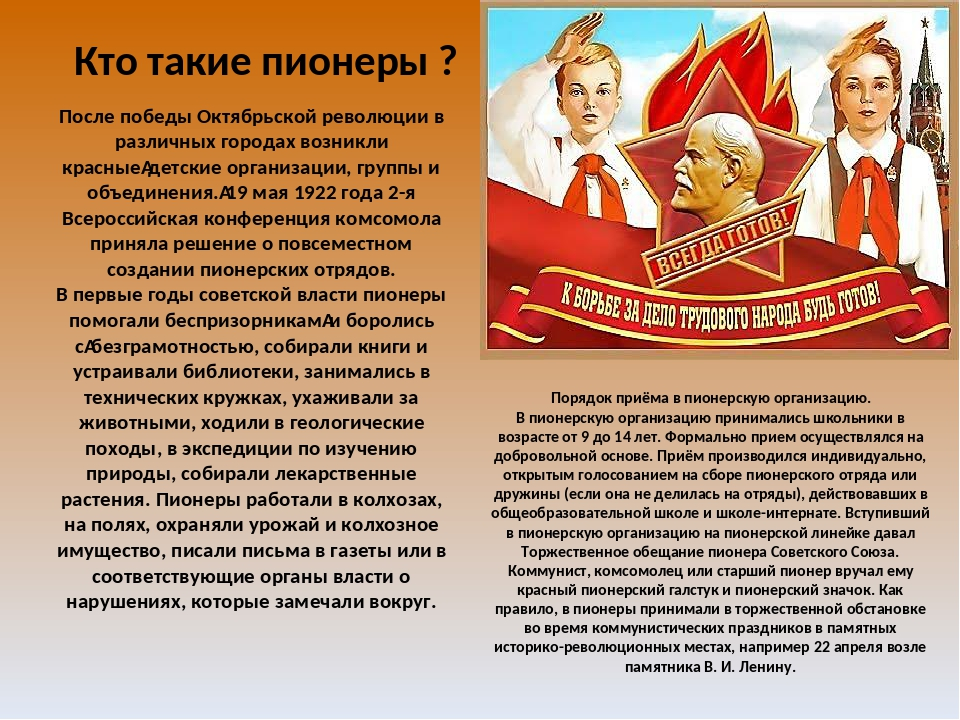 Кто такие пионеры ?
После победы Октябрьской революции в
различных городах возникли
красные детские организации, группы и
объединения. 19 мая 1922 года 2-я
Всероссийская конференция комсомола
приняла решение о повсеместном
создании пионерских отрядов.
В первые годы советской власти пионеры
помогали беспризорникам и боролись
с безграмотностью, собирали книги и
устраивали библиотеки, занимались в
технических кружках, ухаживали за
животными, ходили в геологические
походы, в экспедиции по изучению
природы, собирали лекарственные
растения. Пионеры работали в колхозах,
на полях, охраняли урожай и колхозное
имущество, писали письма в газеты или в
соответствующие органы власти о
нарушениях, которые замечали вокруг.
ВСЕГДА ГОТОВ!
К БОРЬБЕ ЗА ДЕЛО ТРУДОВОГО НАРОДА БУДЬ ГОТОВ!
Порядок приёма в пионерскую организацию.
В пионерскую организацию принимались школьники в
возрасте от 9 до 14 лет. Формально прием осуществлялся на
добровольной основе. Приём производился индивидуально,
открытым голосованием на сборе пионерского отряда или
дружины (если она не делилась на отряды), действовавших в
общеобразовательной школе и школе-интернате. Вступивший
в пионерскую организацию на пионерской линейке давал
Торжественное обещание пионера Советского Союза.
Коммунист, комсомолец или старший пионер вручал ему
красный пионерский галстук и пионерский значок. Как
правило, в пионеры принимали в торжественной обстановке
во время коммунистических праздников в памятных
историко-революционных местах, например 22 апреля возле
памятника В. И. Ленину.